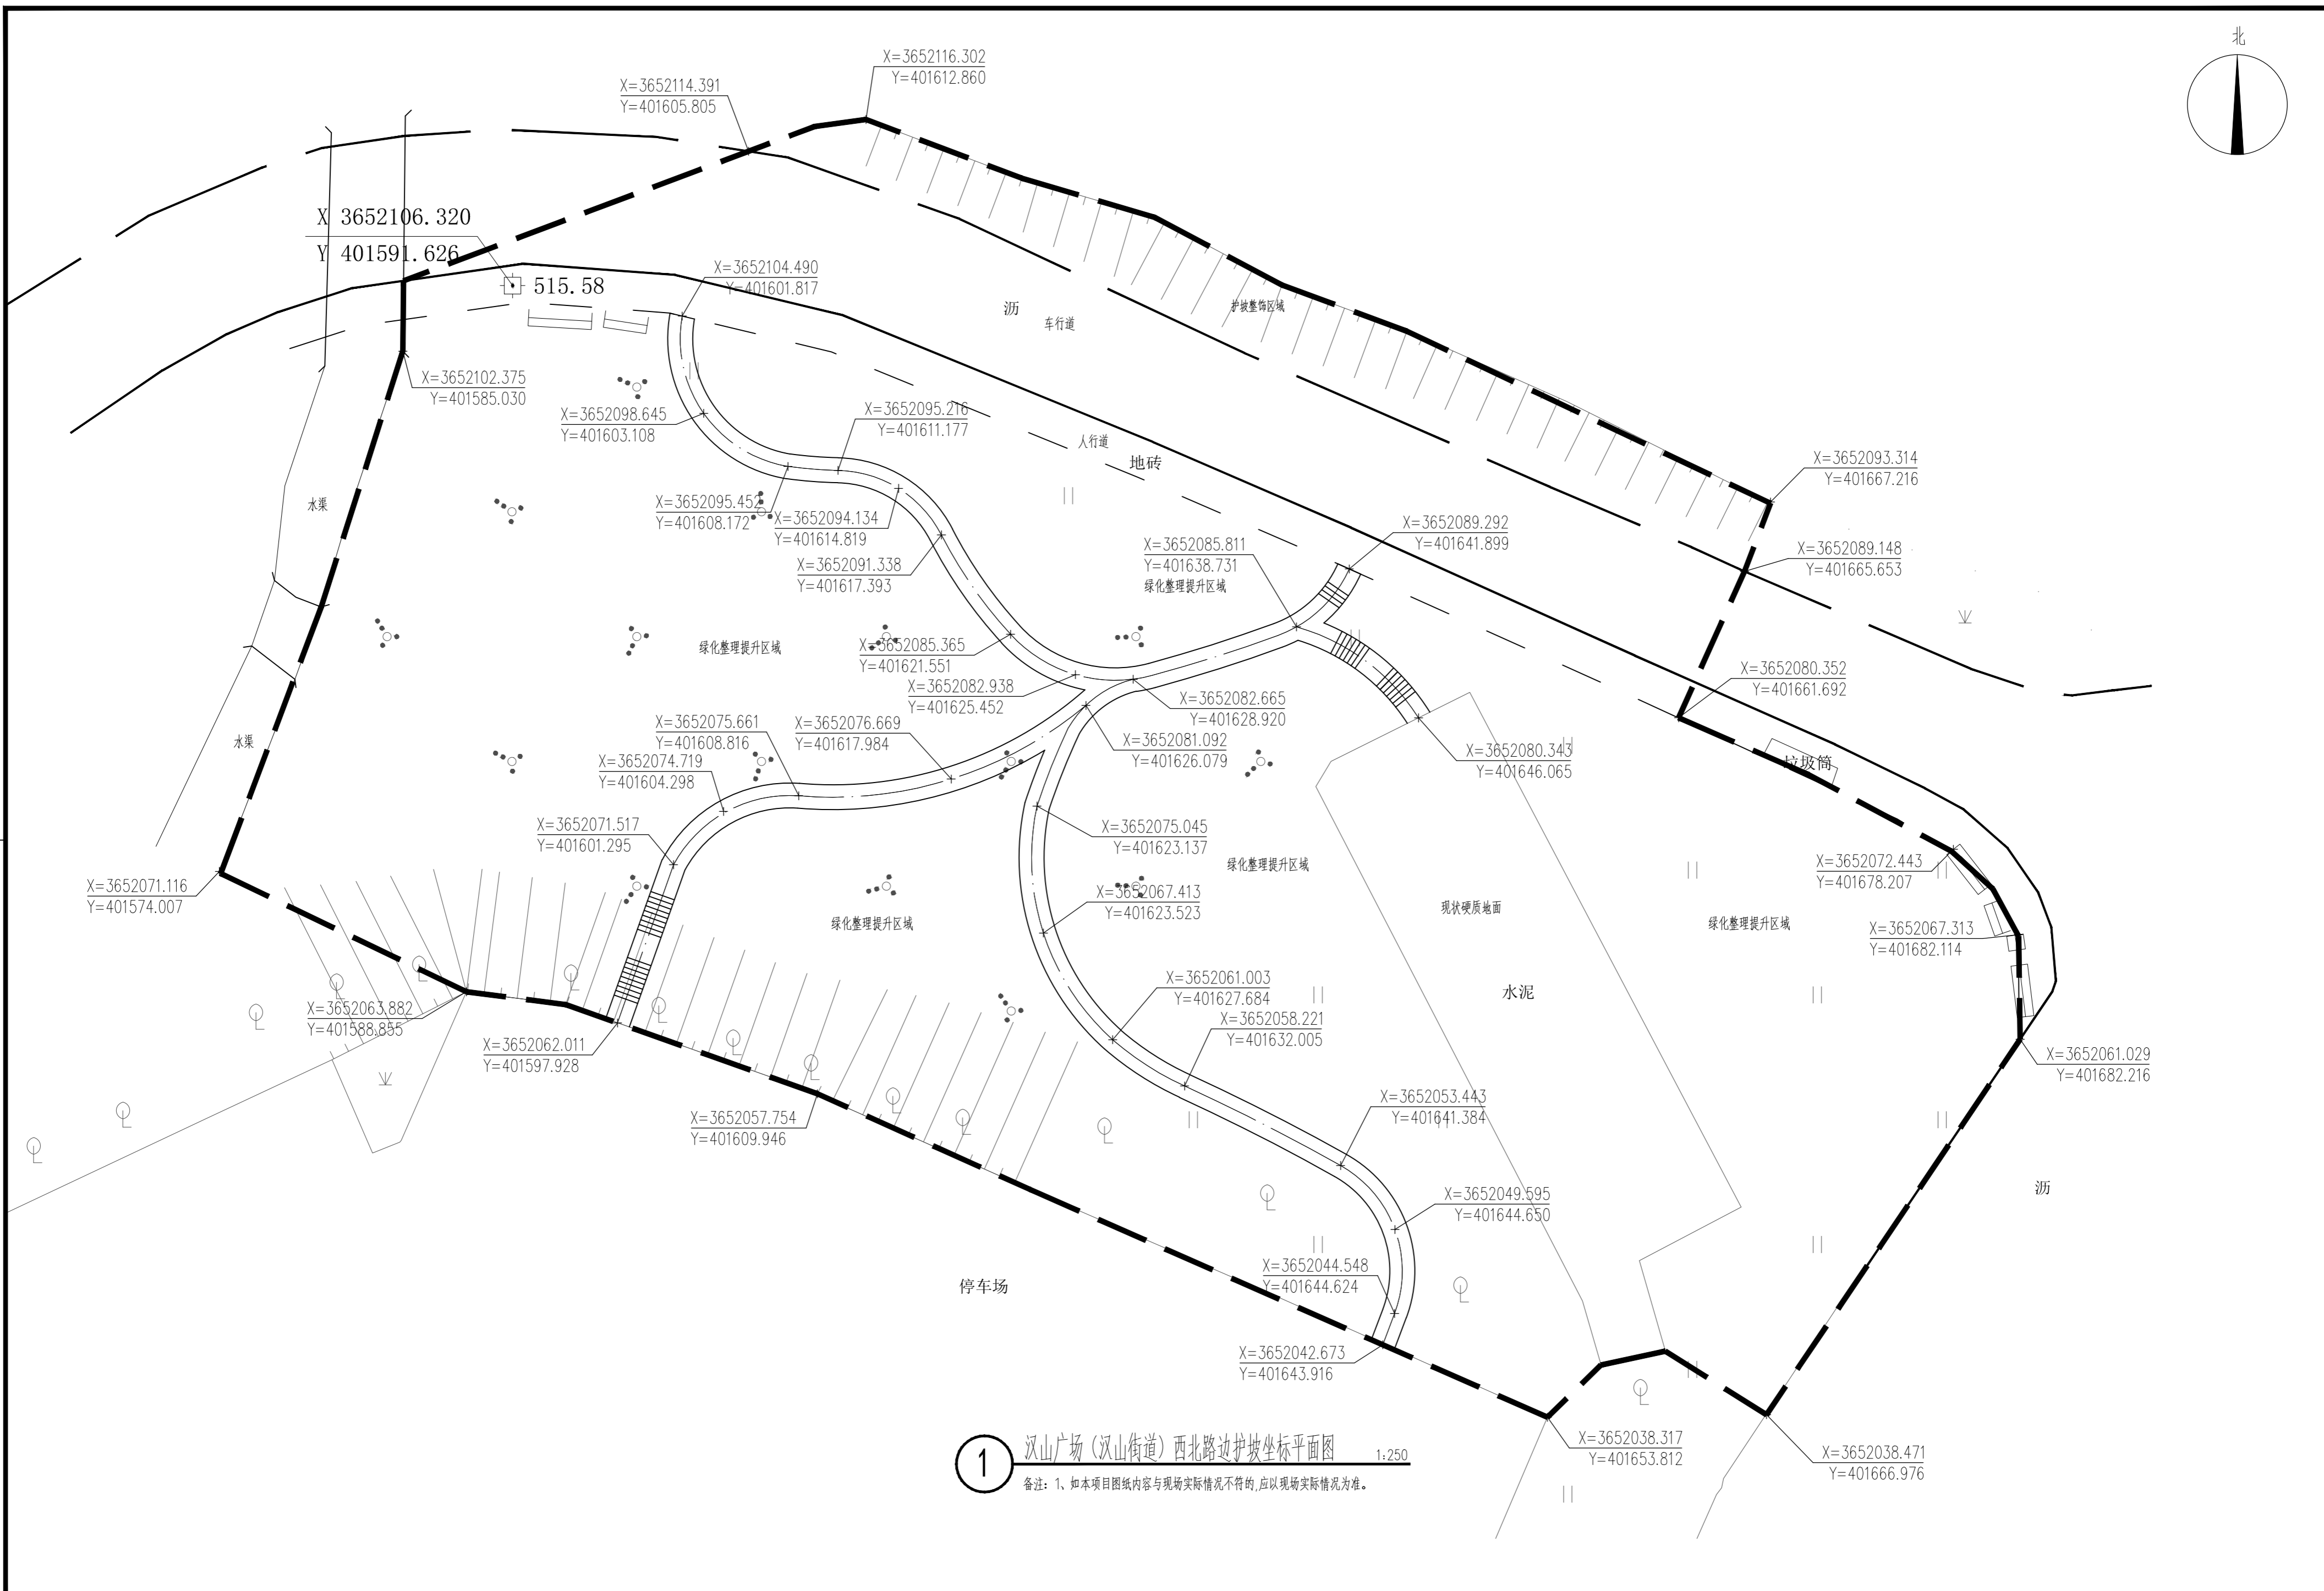 北
X=3652116.302
Y=401612.860
X=3652114.391
Y=401605.805
X 3652106.320
Y 401591.626
515.58
X=3652104.490
Y=401601.817
沥
车行道
护坡整饰区域
X=3652102.375
Y=401585.030
X=3652098.645
Y=401603.108
X=3652095.216
Y=401611.177
人行道
地砖
X=3652093.314
Y=401667.216
水渠
X=3652095.452
Y=401608.172
X=3652094.134
Y=401614.819
X=3652089.292
Y=401641.899
X=3652085.811
Y=401638.731
绿化整理提升区域
X=3652089.148
Y=401665.653
X=3652091.338
Y=401617.393
绿化整理提升区域
X=3652085.365
Y=401621.551
X=3652082.938
Y=401625.452
X=3652082.665
Y=401628.920
X=3652080.352
Y=401661.692
水渠
X=3652075.661
Y=401608.816
X=3652076.669
Y=401617.984
X=3652081.092
Y=401626.079
X=3652080.343
Y=401646.065
垃圾筒
X=3652074.719
Y=401604.298
X=3652071.517
Y=401601.295
X=3652075.045
Y=401623.137
绿化整理提升区域
X=3652072.443
Y=401678.207
X=3652071.116
Y=401574.007
X=3652067.413
Y=401623.523
现状硬质地面
绿化整理提升区域
绿化整理提升区域
X=3652067.313
Y=401682.114
X=3652061.003
Y=401627.684
水泥
X=3652063.882
Y=401588.855
X=3652058.221
Y=401632.005
X=3652062.011
Y=401597.928
X=3652061.029
Y=401682.216
X=3652057.754
Y=401609.946
X=3652053.443
Y=401641.384
沥
X=3652049.595
Y=401644.650
停车场
X=3652044.548
Y=401644.624
X=3652042.673
Y=401643.916
X=3652038.317
Y=401653.812
X=3652038.471
Y=401666.976
1
汉山广场（汉山街道）西北路边护坡坐标平面图 1:250
备注：1、如本项目图纸内容与现场实际情况不符的,应以现场实际情况为准。